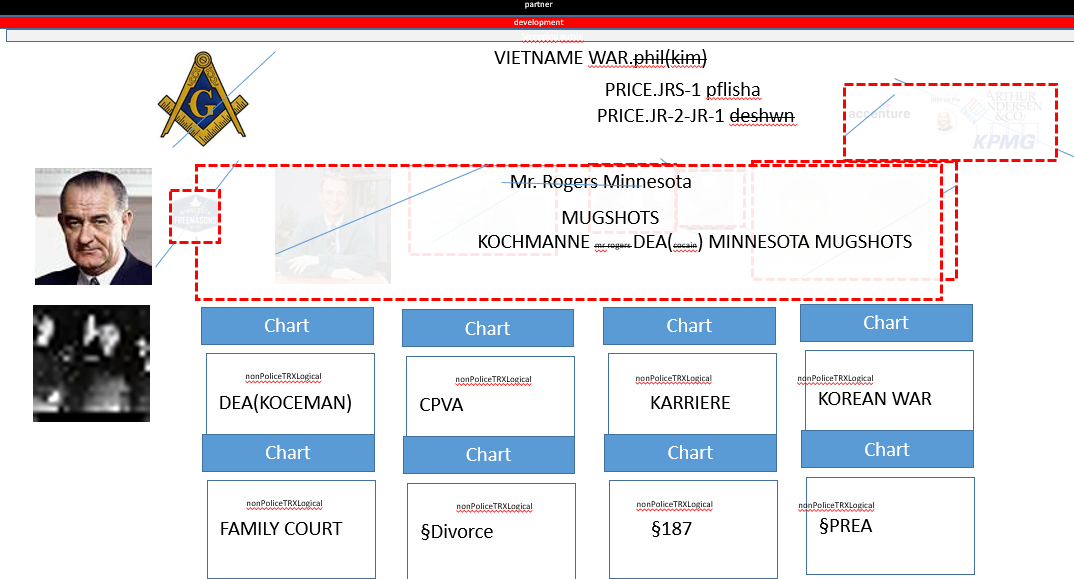 partner
development
VIETNAME WAR.phil(kim)
G
PRICE.JRS-1 pflisha
PRICE.JR-2-JR-1 deshwn
accenture
ARTHUR
ANDERSEN
& CO.
KPMG
Mr. Rogers Minnesota
FREEMASON
MUGSHOTS
KOCHMANNE mr rogers DEA(cocain) MINNESOTA MUGSHOTS
Chart
Chart
Chart
Chart
nonPoliceTRXLogical
DEA(KOCEMAN)
nonPoliceTRXLogical
CPVA
nonPoliceTRXLogical
KARRIERE
nonPoliceTRXLogical
KOREAN WAR
Chart
Chart
Chart
Chart
nonPoliceTRXLogical
FAMILY COURT
nonPoliceTRXLogical
§Divorce
nonPoliceTRXLogical
§187
nonPoliceTRXLogical
§PREA